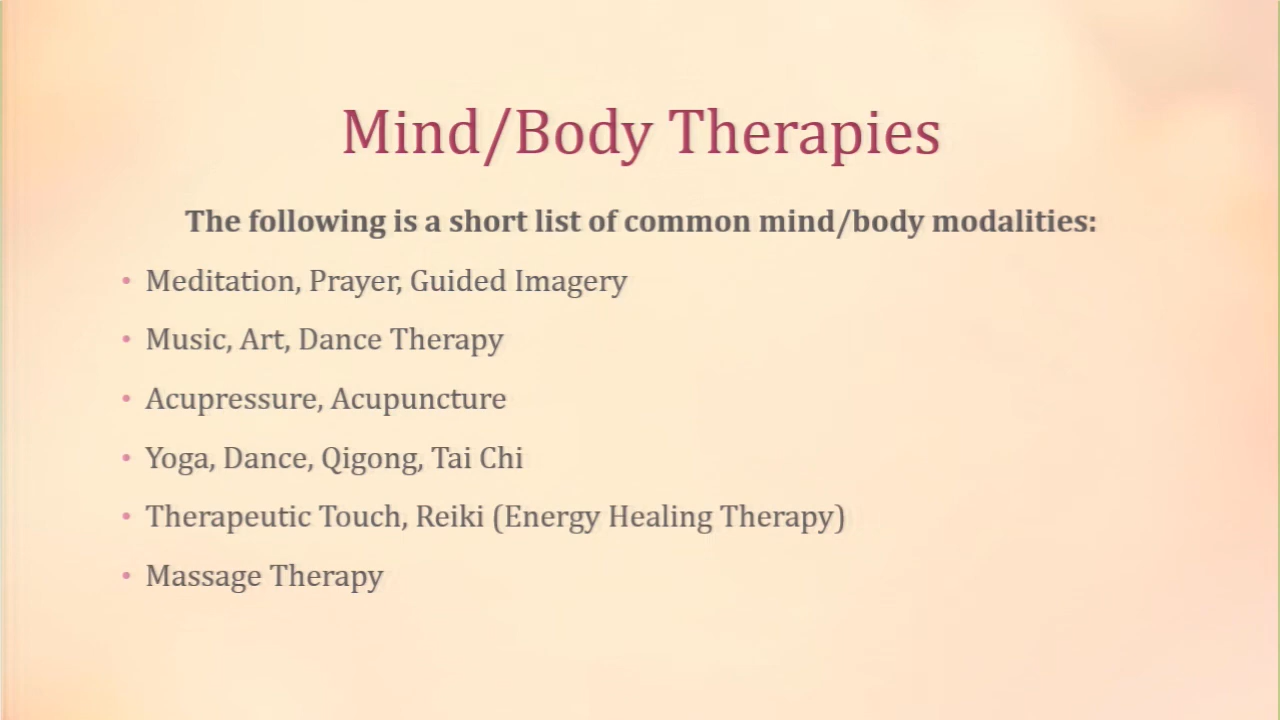 Mind/Body Therapies
The following is a short list of common mind/body modalities:
• Meditation, Prayer, Guided Imagery
• Music, Art, Dance Therapy
• Acupressure, Acupuncture
• Yoga, Dance, Qigong, Tai Chi
• Therapeutic Touch, Reiki (Energy Healing Therapy)
• Massage Therapy